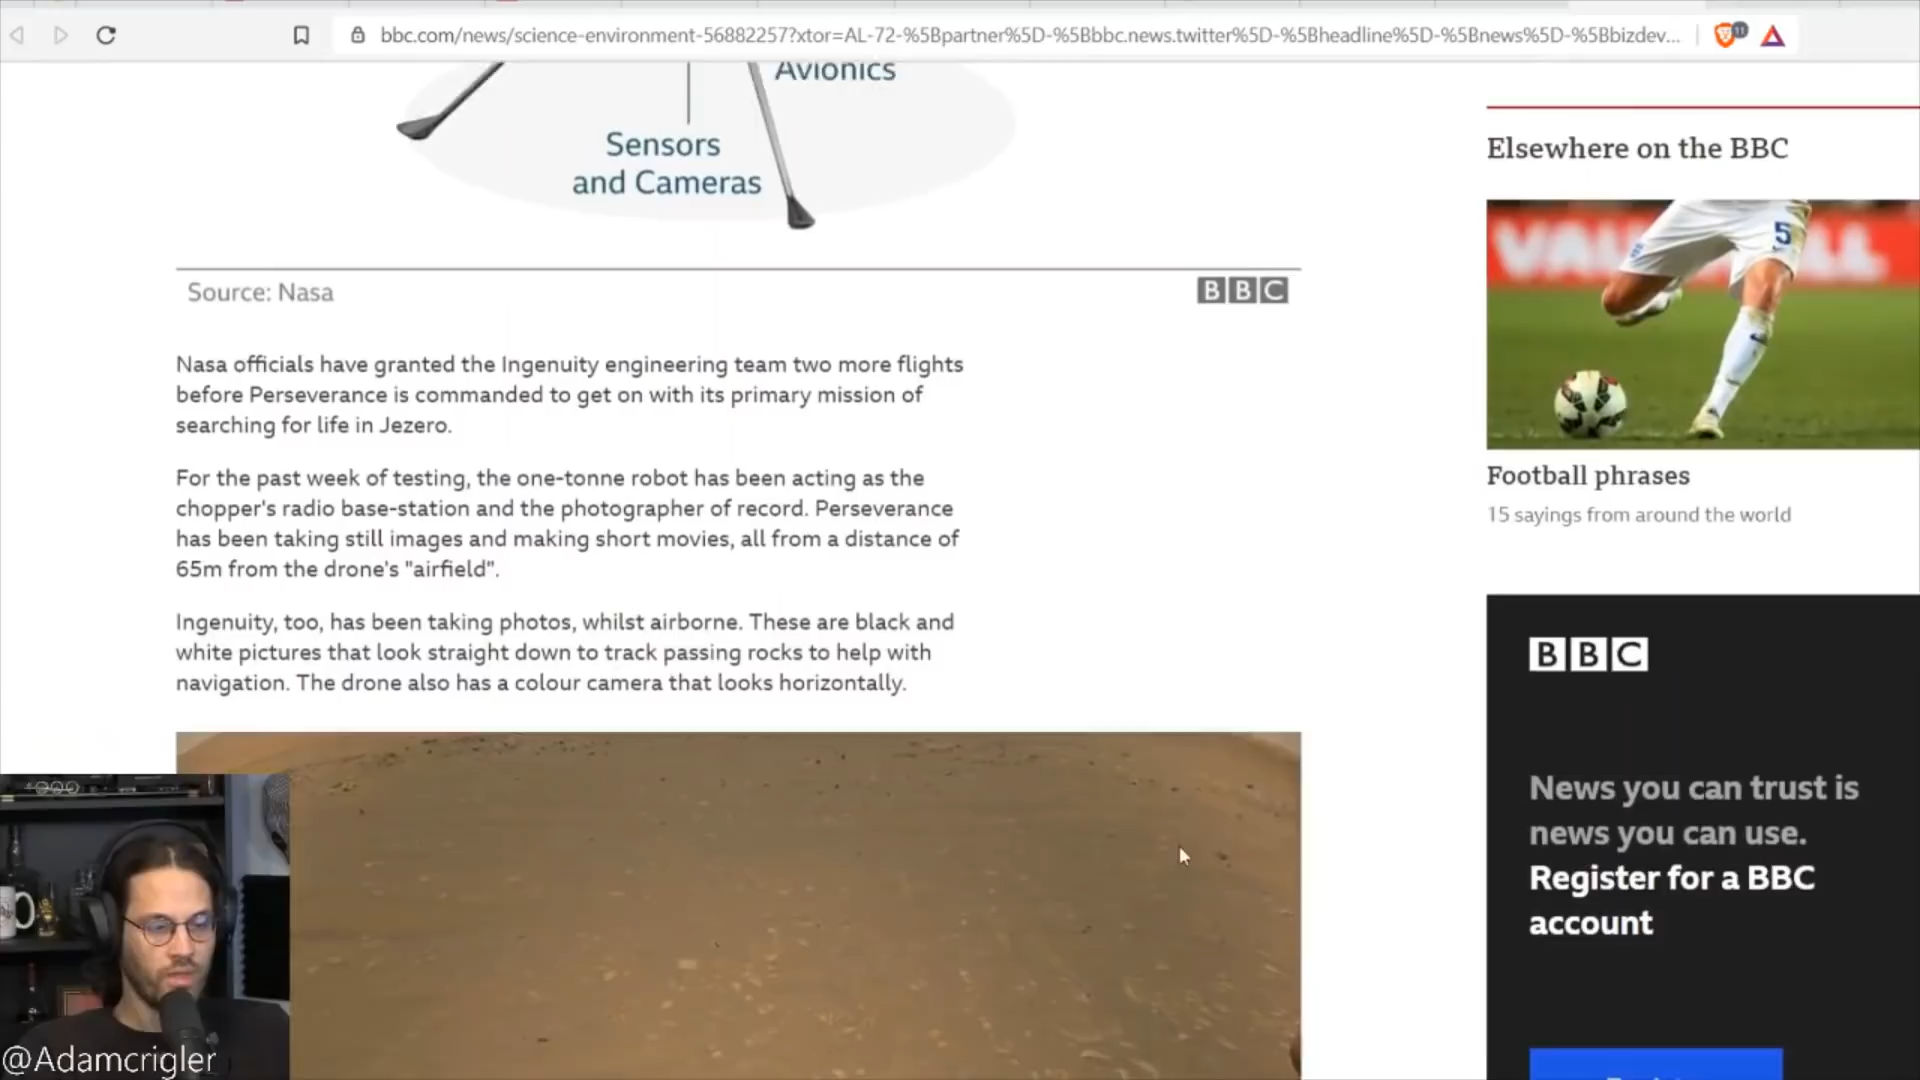 bbc.com/news/science-environment-56882257?xtor=AL-72-%5Bpartner%5D-%5Bbbc.news.twitter%5D-%5Bheadline%5D-%5Bnews%5D-%5Bbizdev...
11
Avionics
Sensors
and Cameras
Source: Nasa
BBC
Nasa officials have granted the Ingenuity engineering team two more flights
before Perseverance is commanded to get on with its primary mission of
searching for life in Jezero.
For the past week of testing, the one-tonne robot has been acting as the
chopper's radio base-station and the photographer of record. Perseverance
has been taking still images and making short movies, all from a distance of
65m from the drone's "airfield".
Ingenuity, too, has been taking photos, whilst airborne. These are black and
white pictures that look straight down to track passing rocks to help with
navigation. The drone also has a colour camera that looks horizontally.
Elsewhere on the BBC
5
Football phrases
15 sayings from around the world
BBC
News you can trust is
news you can use.
Register for a BBC
account
@Adamcrigler